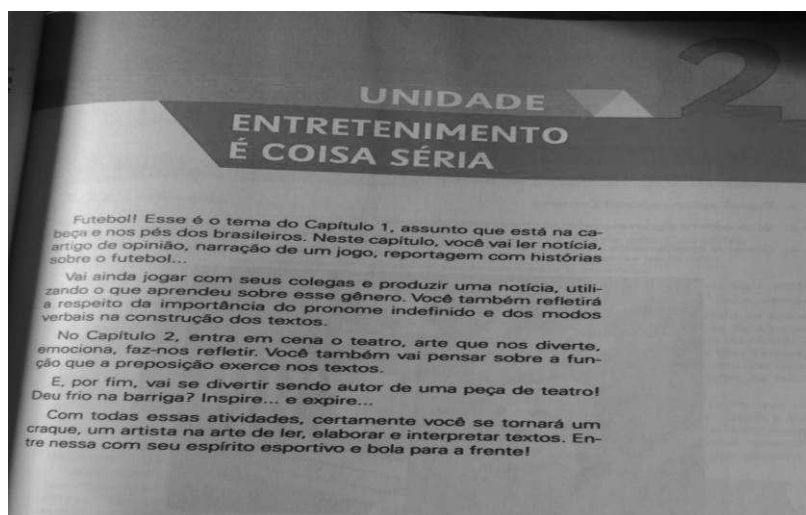 UNIDADE 2
ENTRETENIMENTO
É COISA SÉRIA
Futebol! Esse é o tema do Capítulo 1, assunto que está na ca-
beça e nos pés dos brasileiros. Neste capítulo, você vai ler notícia,
artigo de opinião, narração de um jogo, reportagem com histórias
sobre o futebol...
Vai ainda jogar com seus colegas e produzir uma notícia, utili-
zando o que aprendeu sobre esse gênero. Você também refletirá
a respeito da importância do pronome indefinido e dos modos
verbais na construção dos textos.
No Capítulo 2, entra em cena o teatro, arte que nos diverte,
emociona, faz-nos refletir. Você também vai pensar sobre a fun-
ção que a preposição exerce nos textos.
E, por fim, vai se divertir sendo autor de uma peça de teatro!
Deu frio na barriga? Inspire... e expire...
Com todas essas atividades, certamente você se tornará um
craque, um artista na arte de ler, elaborar e interpretar textos. En-
tre nessa com seu espírito esportivo e bola para a frente!